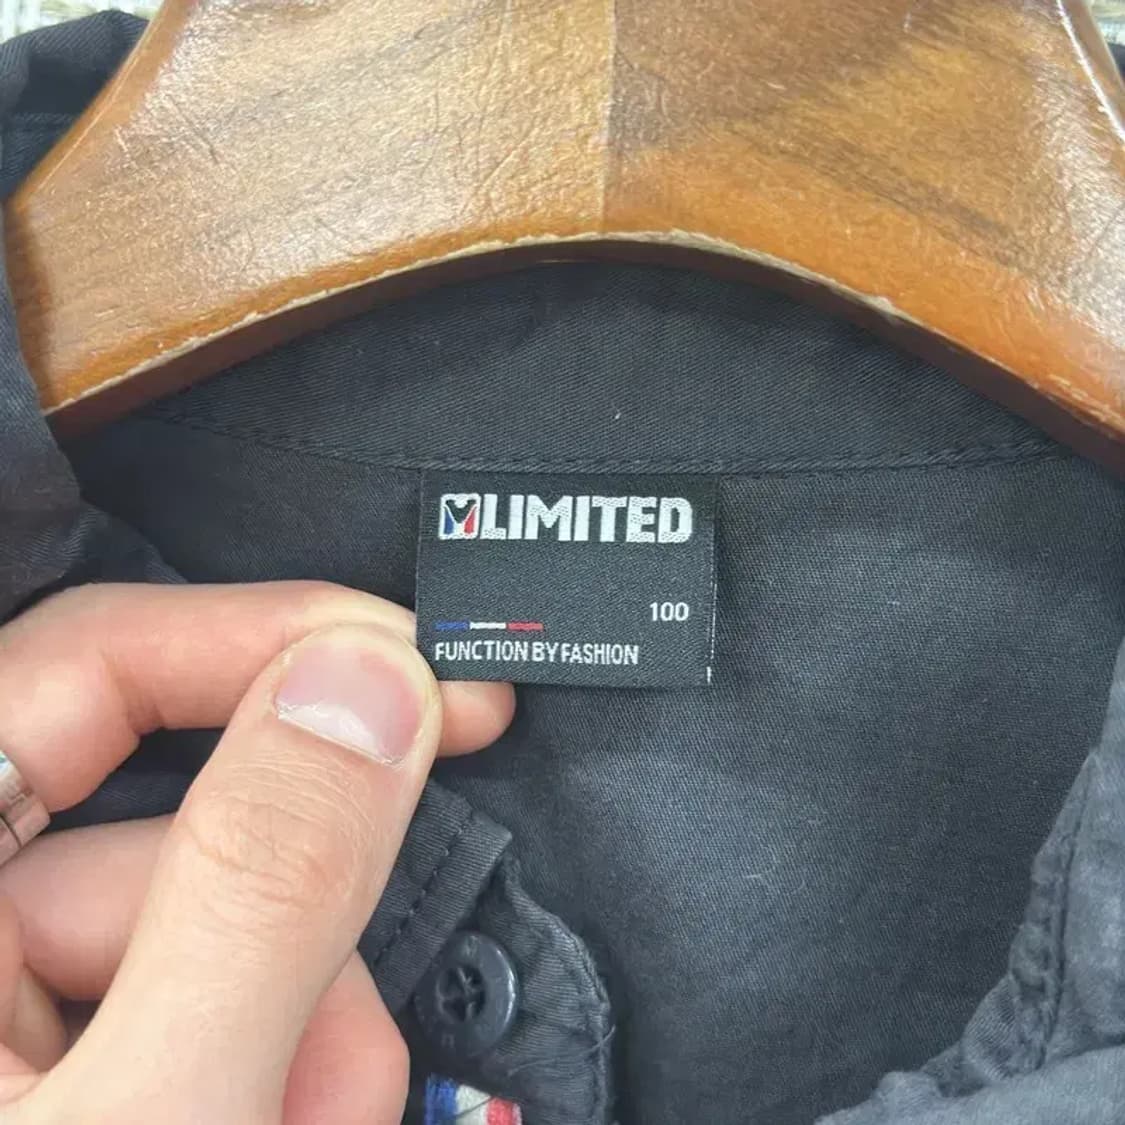 LIMITED
100
FUNCTION BY FASHION